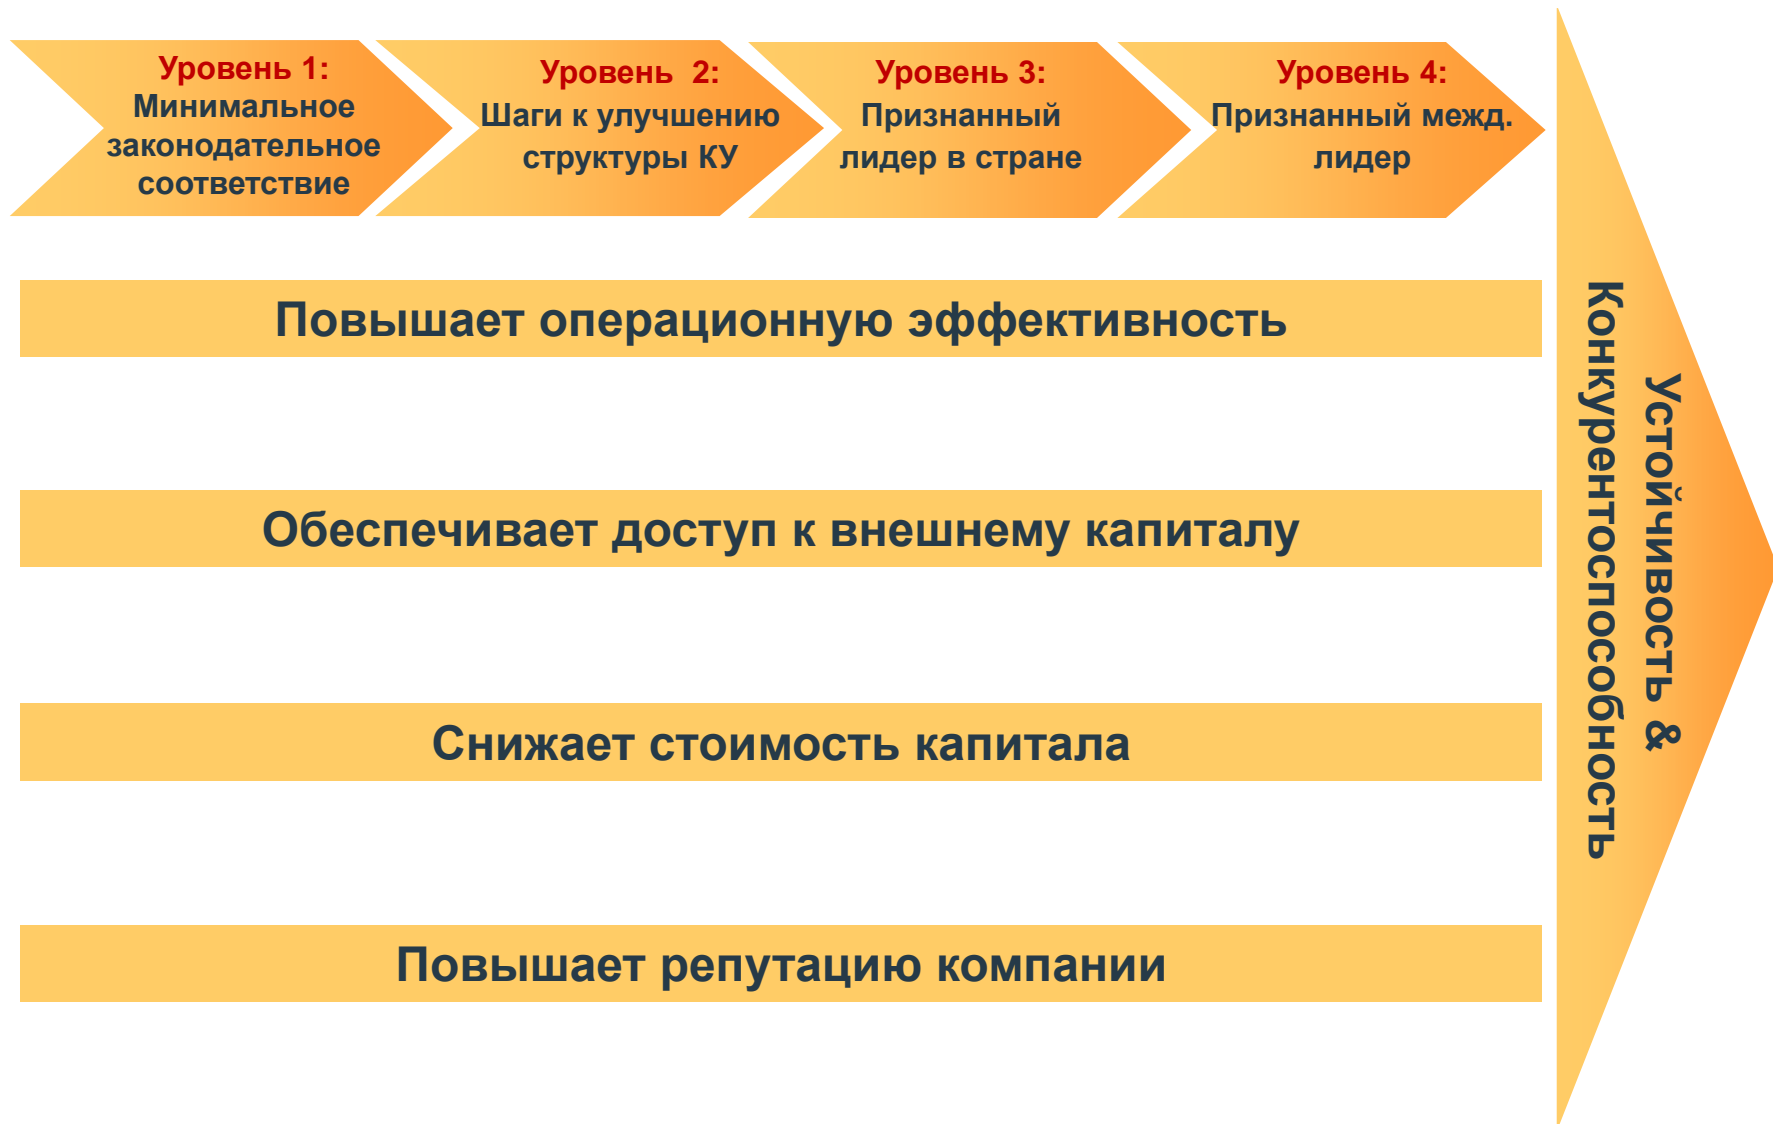 Уровень 1:
Минимальное
законодательное
соответствие
Уровень 2:
Шаги к улучшению
структуры КУ
Уровень 3:
Признанный
лидер в стране
Уровень 4:
Признанный межд.
лидер
Повышает операционную эффективность
Обеспечивает доступ к внешнему капиталу
Снижает стоимость капитала
Повышает репутацию компании
Устойчивость &
Конкурентоспособность